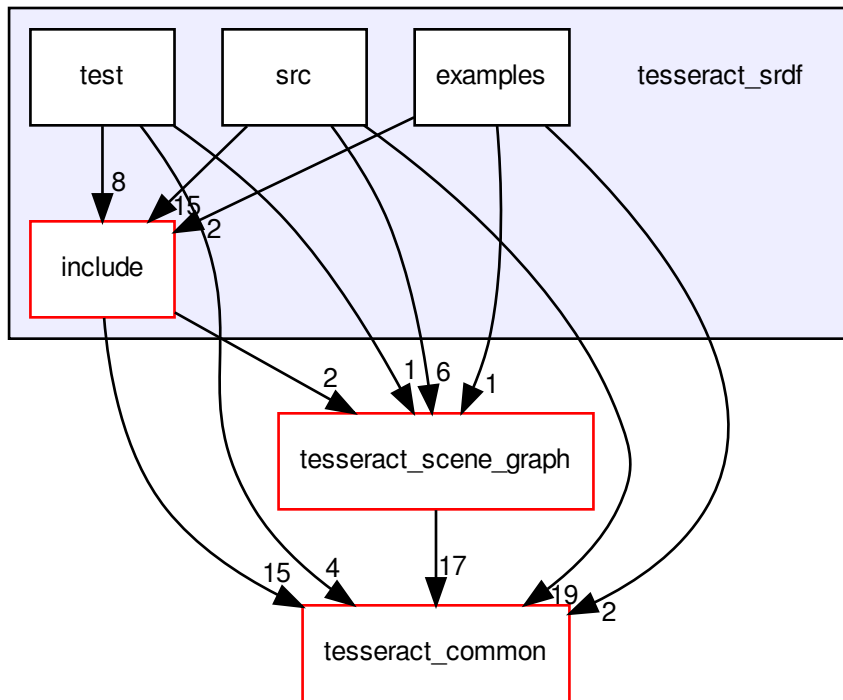 test
src
examples
tesseract_srdf
8
15
2
include
2
1
6
1
tesseract_scene_graph
15
4
17
19
2
tesseract_common